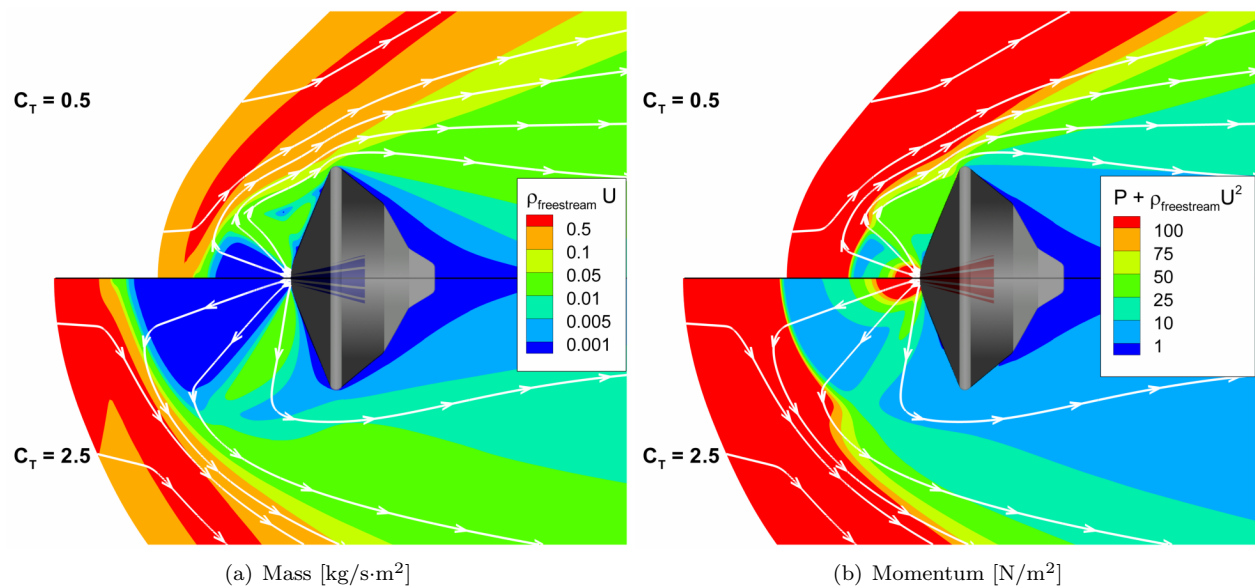 C_T = 0.5
C_T = 2.5
ρ_freestream U
0.5
0.1
0.05
0.01
0.005
0.001
(a) Mass [kg/s·m²]
C_T = 0.5
C_T = 2.5
P + ρ_freestream U²
100
75
50
25
10
1
(b) Momentum [N/m²]